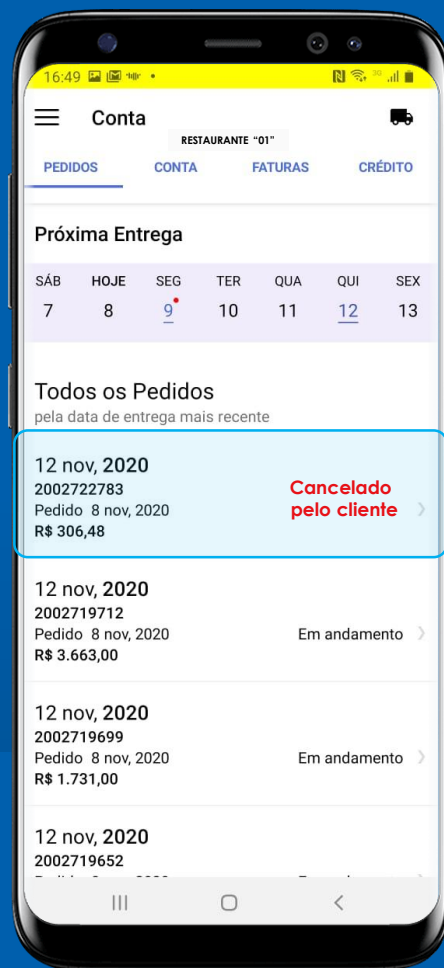 16:49
Conta
RESTAURANTE “01”
PEDIDOS CONTA FATURAS CRÉDITO
Próxima Entrega
SÁB HOJE SEG TER QUA QUI SEX
7 8 9 10 11 12 13
Todos os Pedidos
pela data de entrega mais recente
12 nov, 2020
2002722783
Pedido 8 nov, 2020
R$ 306,48
Cancelado
pelo cliente
12 nov, 2020
2002719712
Pedido 8 nov, 2020 Em andamento
R$ 3.663,00
12 nov, 2020
2002719699
Pedido 8 nov, 2020 Em andamento
R$ 1.731,00
12 nov, 2020
2002719652